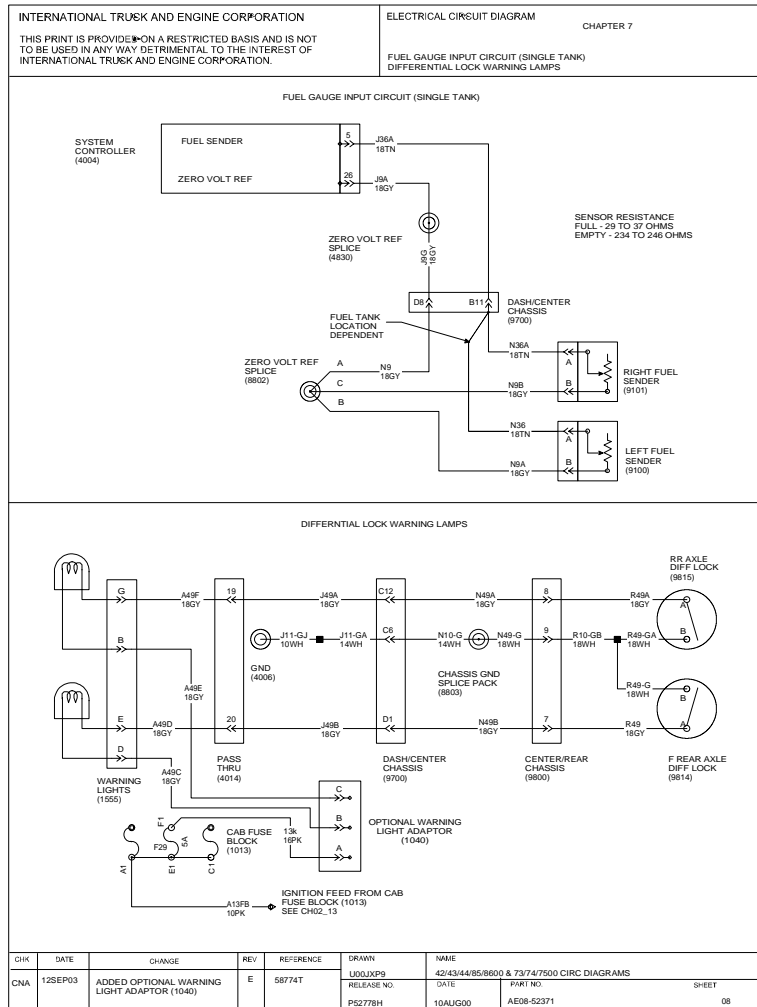 INTERNATIONAL TRUCK AND ENGINE CORPORATION
THIS PRINT IS PROVIDED ON A RESTRICTED BASIS AND IS NOT
TO BE USED IN ANY WAY DETRIMENTAL TO THE INTEREST OF
INTERNATIONAL TRUCK AND ENGINE CORPORATION.
ELECTRICAL CIRCUIT DIAGRAM
CHAPTER 7
FUEL GAUGE INPUT CIRCUIT (SINGLE TANK)
DIFFERENTIAL LOCK WARNING LAMPS
FUEL GAUGE INPUT CIRCUIT (SINGLE TANK)
SYSTEM
CONTROLLER
(4004)
FUEL SENDER
5
J36A
18TN
ZERO VOLT REF
26
J9A
18GY
ZERO VOLT REF
SPLICE
(4830)
J9G
18GY
SENSOR RESISTANCE
FULL - 29 TO 37 OHMS
EMPTY - 234 TO 246 OHMS
D8
B11
DASH/CENTER
CHASSIS
(9700)
FUEL TANK
LOCATION
DEPENDENT
ZERO VOLT REF
SPLICE
(8802)
A
N9
18GY
C
B
N36A
18TN
A
N9B
18GY
B
RIGHT FUEL
SENDER
(9101)
N36
18TN
A
N9A
18GY
B
LEFT FUEL
SENDER
(9100)
DIFFERNTIAL LOCK WARNING LAMPS
RR AXLE
DIFF LOCK
(9815)
G
A49F
18GY
19
J49A
18GY
C12
N49A
18GY
8
R49A
18GY
A
B
J11-GJ
10WH
J11-GA
14WH
C6
N10-G
14WH
N49-G
18WH
9
R10-GB
18WH
R49-GA
18WH
B
GND
(4006)
CHASSIS GND
SPLICE PACK
(8803)
A49E
18GY
R49-G
18WH
B
E
A49D
18GY
20
J49B
18GY
D1
N49B
18GY
7
R49
18GY
A
D
A49C
18GY
WARNING
LIGHTS
(1555)
PASS
THRU
(4014)
DASH/CENTER
CHASSIS
(9700)
CENTER/REAR
CHASSIS
(9800)
F REAR AXLE
DIFF LOCK
(9814)
C
B
A
OPTIONAL WARNING
LIGHT ADAPTOR
(1040)
F1
F29
5A
CAB FUSE
BLOCK
(1013)
13k
16PK
A1
E1
C1
A13FB
10PK
IGNITION FEED FROM CAB
FUSE BLOCK (1013)
SEE CH02_13
CHK
DATE
CHANGE
REV
REFERENCE
DRAWN
NAME
CNA
12SEP03
ADDED OPTIONAL WARNING
LIGHT ADAPTOR (1040)
E
58774T
U00JXP9
42/43/44/85/8600 & 73/74/7500 CIRC DIAGRAMS
RELEASE NO.
DATE
PART NO.
SHEET
P52778H
10AUG00
AE08-52371
08